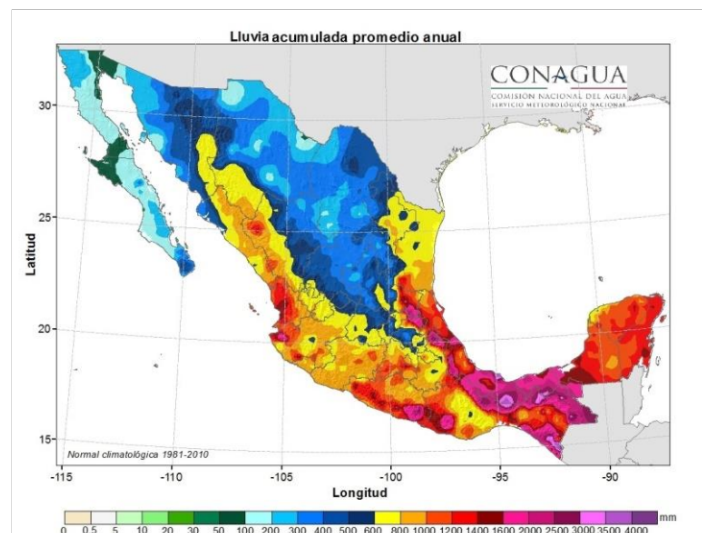 Lluvia acumulada promedio anual
CONAGUA
COMISIÓN NACIONAL DEL AGUA
SERVICIO METEOROLÓGICO NACIONAL
30
25
Latitud
20
15
Normal climatológica 1981-2010
-115 -110 -105 -100 -95 -90
Longitud
mm
0 0.5 5 10 20 30 50 100 200 300 400 500 600 800 1000 1200 1400 1600 2000 2500 3000 3500 4000